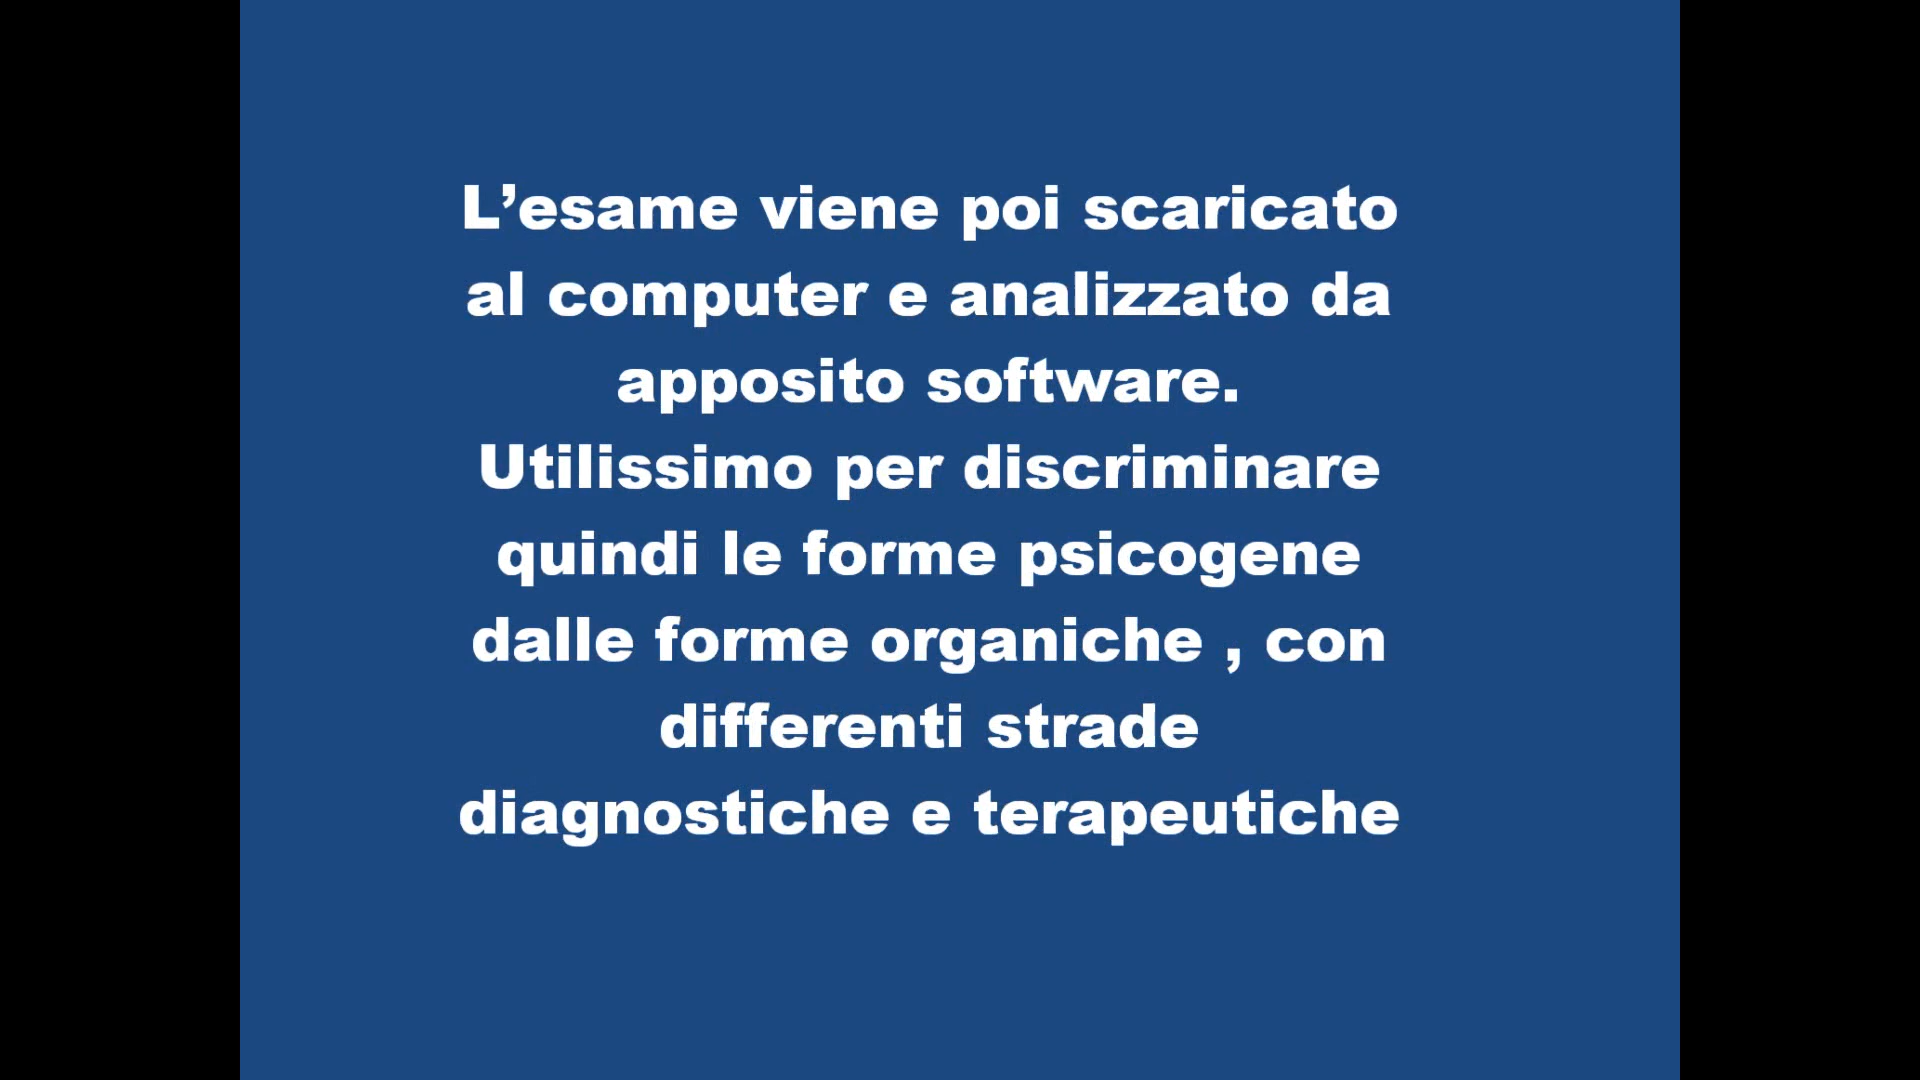 L’esame viene poi scaricato
al computer e analizzato da
apposito software.
Utilissimo per discriminare
quindi le forme psicogene
dalle forme organiche , con
differenti strade
diagnostiche e terapeutiche